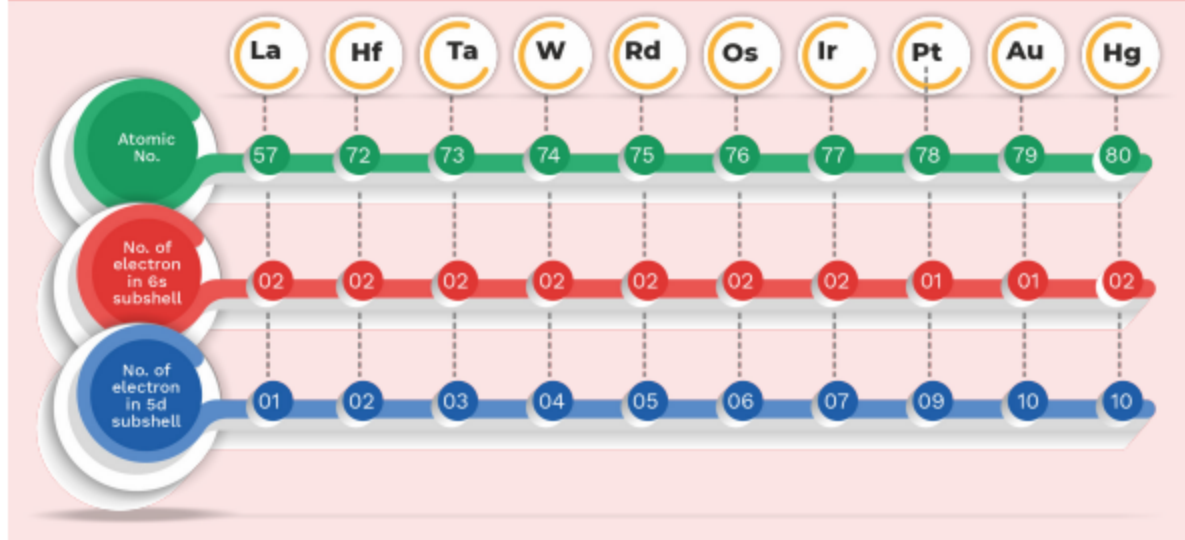 La Hf Ta W Rd Os Ir Pt Au Hg
Atomic
No.
57 72 73 74 75 76 77 78 79 80
No. of
electron
in 6s
subshell
02 02 02 02 02 02 02 01 01 02
No. of
electron
in 5d
subshell
01 02 03 04 05 06 07 09 10 10